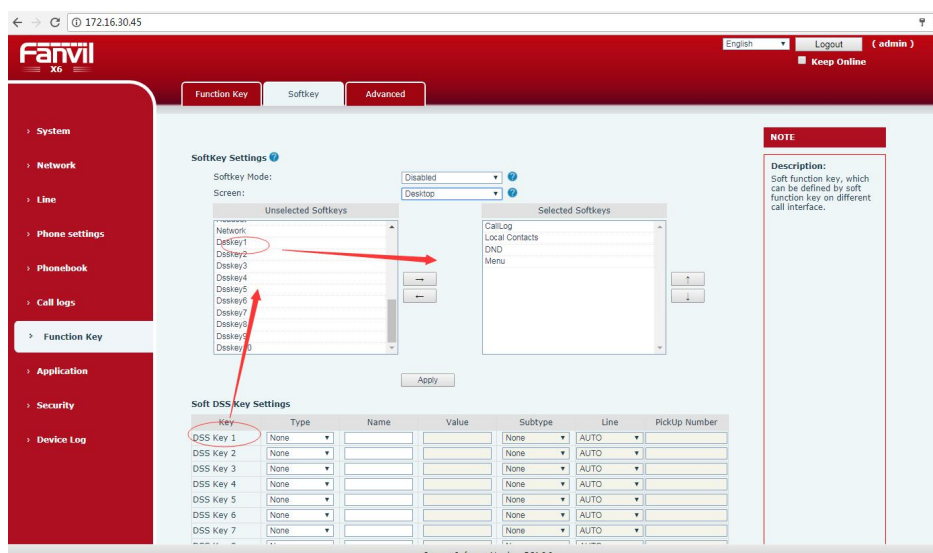 172.16.30.45
Fanvil
X6
English
Logout
( admin )
Keep Online
Function Key
Softkey
Advanced
› System
› Network
› Line
› Phone settings
› Phonebook
› Call logs
› Function Key
› Application
› Security
› Device Log
SoftKey Settings
Softkey Mode:
Disabled
Screen:
Desktop
Unselected Softkeys
Network
Dsskey1
Dsskey2
Dsskey3
Dsskey4
Dsskey5
Dsskey6
Dsskey7
Dsskey8
Dsskey9
Dsskey10
→
←
Selected Softkeys
CallLog
Local Contacts
DND
Menu
↑
↓
Apply
Soft DSS Key Settings
Key Type Name Value Subtype Line PickUp Number
DSS Key 1 None None AUTO
DSS Key 2 None None AUTO
DSS Key 3 None None AUTO
DSS Key 4 None None AUTO
DSS Key 5 None None AUTO
DSS Key 6 None None AUTO
DSS Key 7 None None AUTO
NOTE
Description:
Soft function key, which
can be defined by soft
function key on different
call interface.